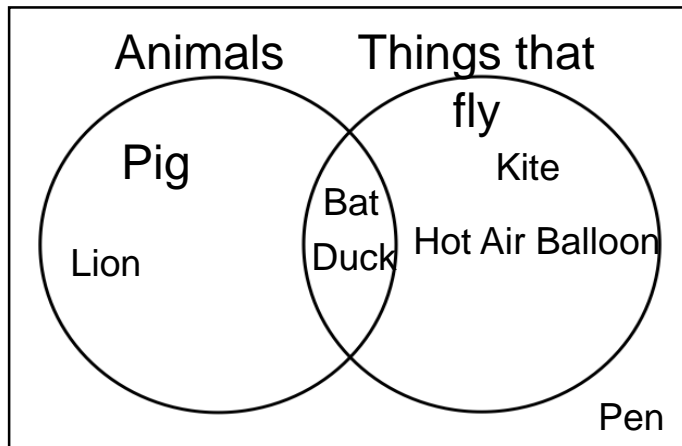 Animals
Things that
fly
Pig
Kite
Bat
Hot Air Balloon
Duck
Lion
Pen